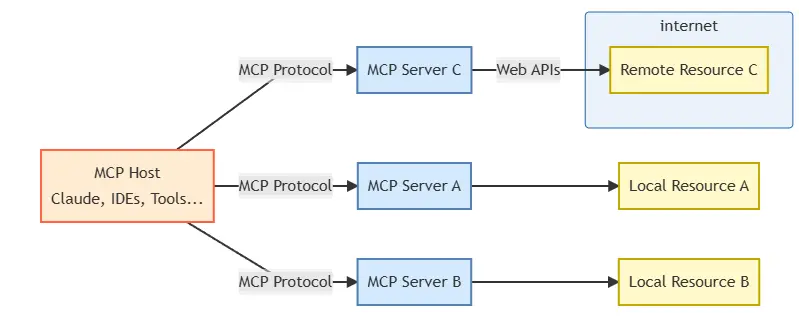 internet
MCP Protocol
MCP Server C
Web APIs
Remote Resource C
MCP Host
Claude, IDEs, Tools...
MCP Protocol
MCP Server A
Local Resource A
MCP Protocol
MCP Server B
Local Resource B